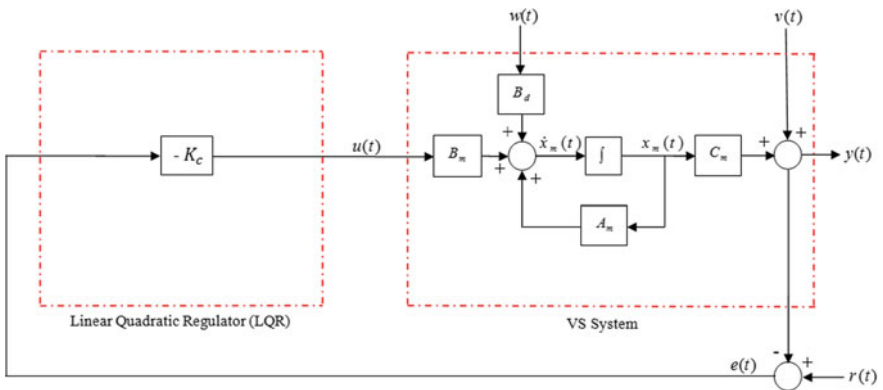 w(t)
v(t)
B_d
+
+
+
- K_c
u(t)
B_m
+
ẋ_m(t)
∫
x_m(t)
C_m
+
y(t)
+
A_m
Linear Quadratic Regulator (LQR)
VS System
-
+
e(t)
r(t)